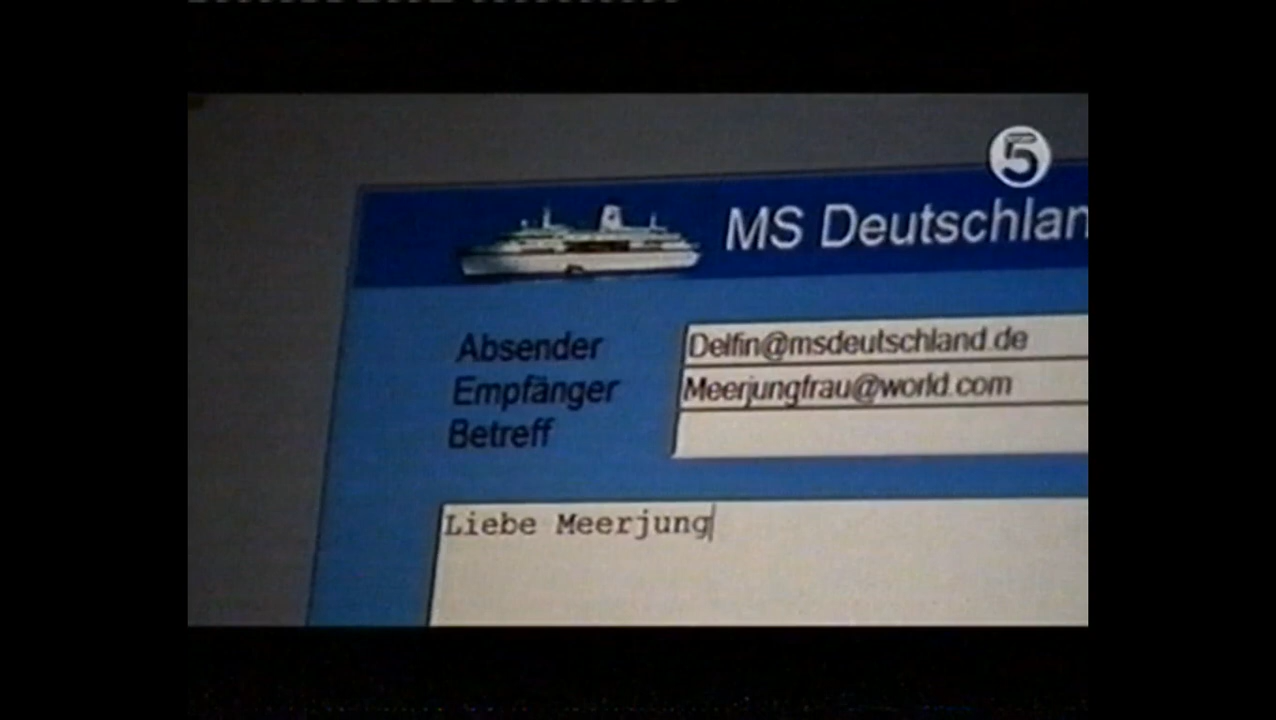 5
MS Deutschlan
Absender Delfin@msdeutschland.de
Empfänger Meerjungfrau@world.com
Betreff
Liebe Meerjung